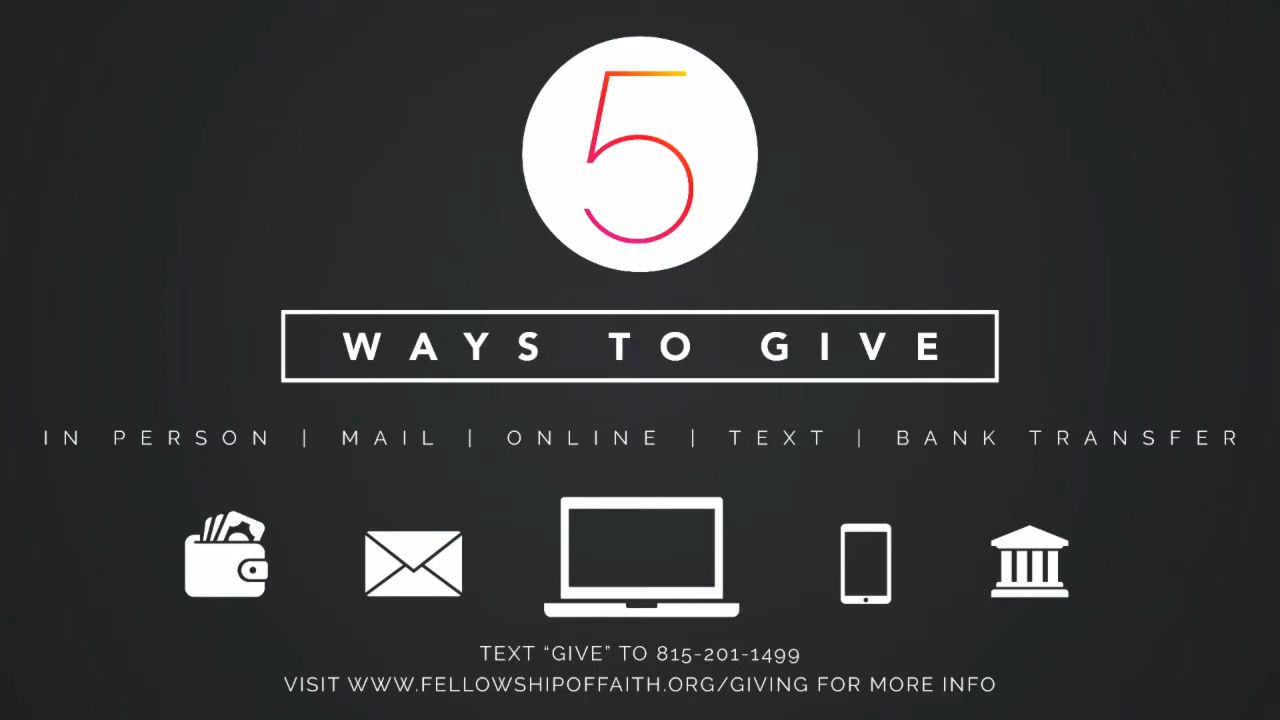 5
WAYS TO GIVE
IN PERSON | MAIL | ONLINE | TEXT | BANK TRANSFER
TEXT “GIVE” TO 815-201-1499
VISIT WWW.FELLOWSHIPOFFAITH.ORG/GIVING FOR MORE INFO